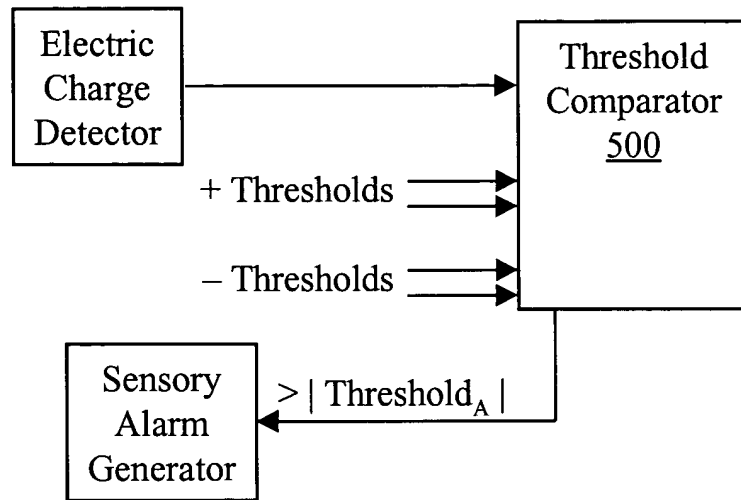 Electric
Charge
Detector
Threshold
Comparator
500
+ Thresholds
– Thresholds
Sensory
Alarm
Generator
> | Threshold_A |